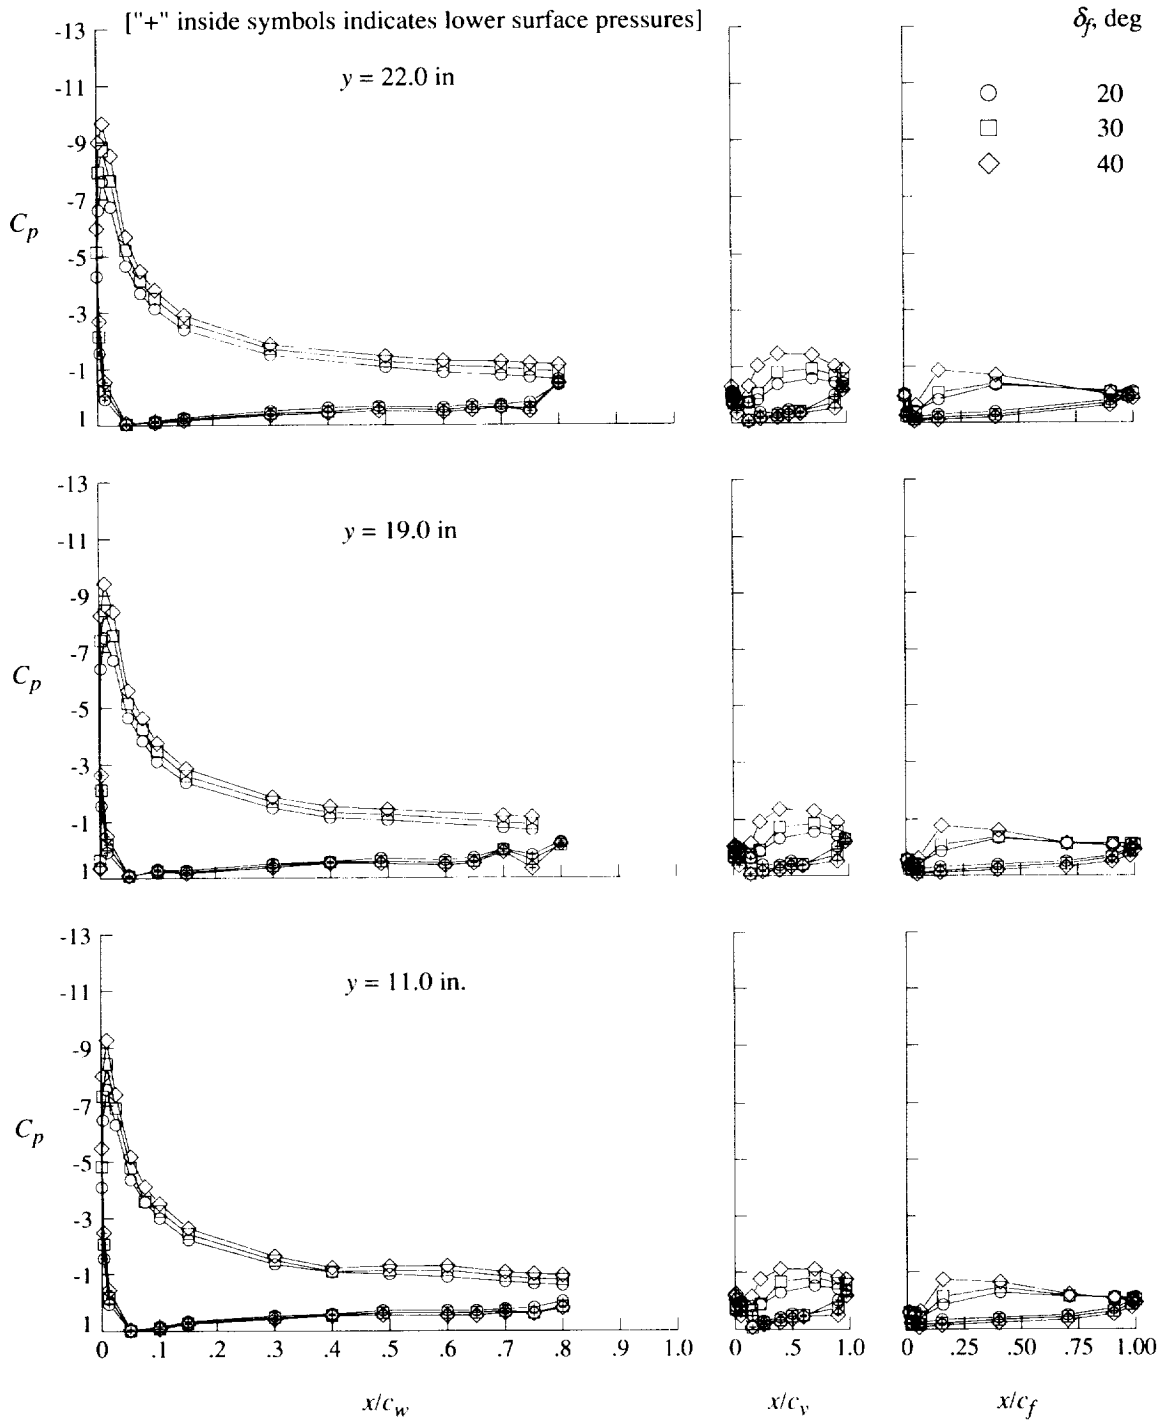 ["+" inside symbols indicates lower surface pressures]
δf, deg
20
30
40
y = 22.0 in
-13
-11
-9
-7
-5
-3
-1
1
Cp
y = 19.0 in
-13
-11
-9
-7
-5
-3
-1
1
Cp
y = 11.0 in.
-13
-11
-9
-7
-5
-3
-1
1
Cp
0 .1 .2 .3 .4 .5 .6 .7 .8 .9 1.0
0 .5 1.0
0 .25 .50 .75 1.00
x/cw
x/cv
x/cf